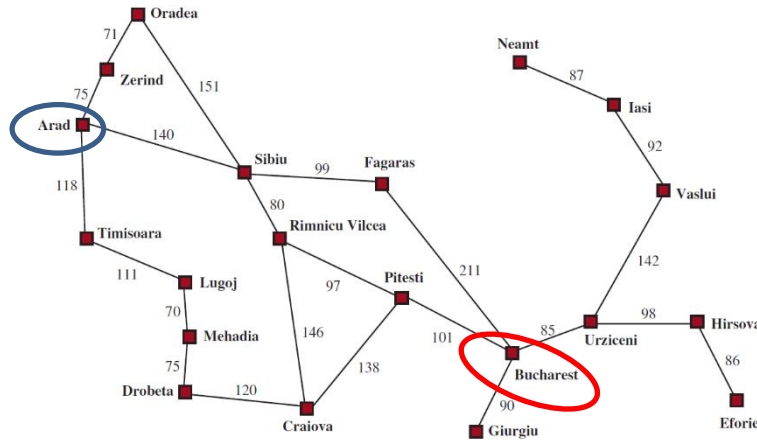 Oradea
71
Neamt
Zerind
87
151
75
Iasi
Arad
140
92
Sibiu
Fagaras
99
118
Vaslui
80
Timisoara
Rimnicu Vilcea
142
111
Pitesti
211
Lugoj
97
70
98
Hirsova
146
101
85
Urziceni
Mehadia
138
86
75
Bucharest
120
Drobeta
90
Craiova
Eforie
Giurgiu